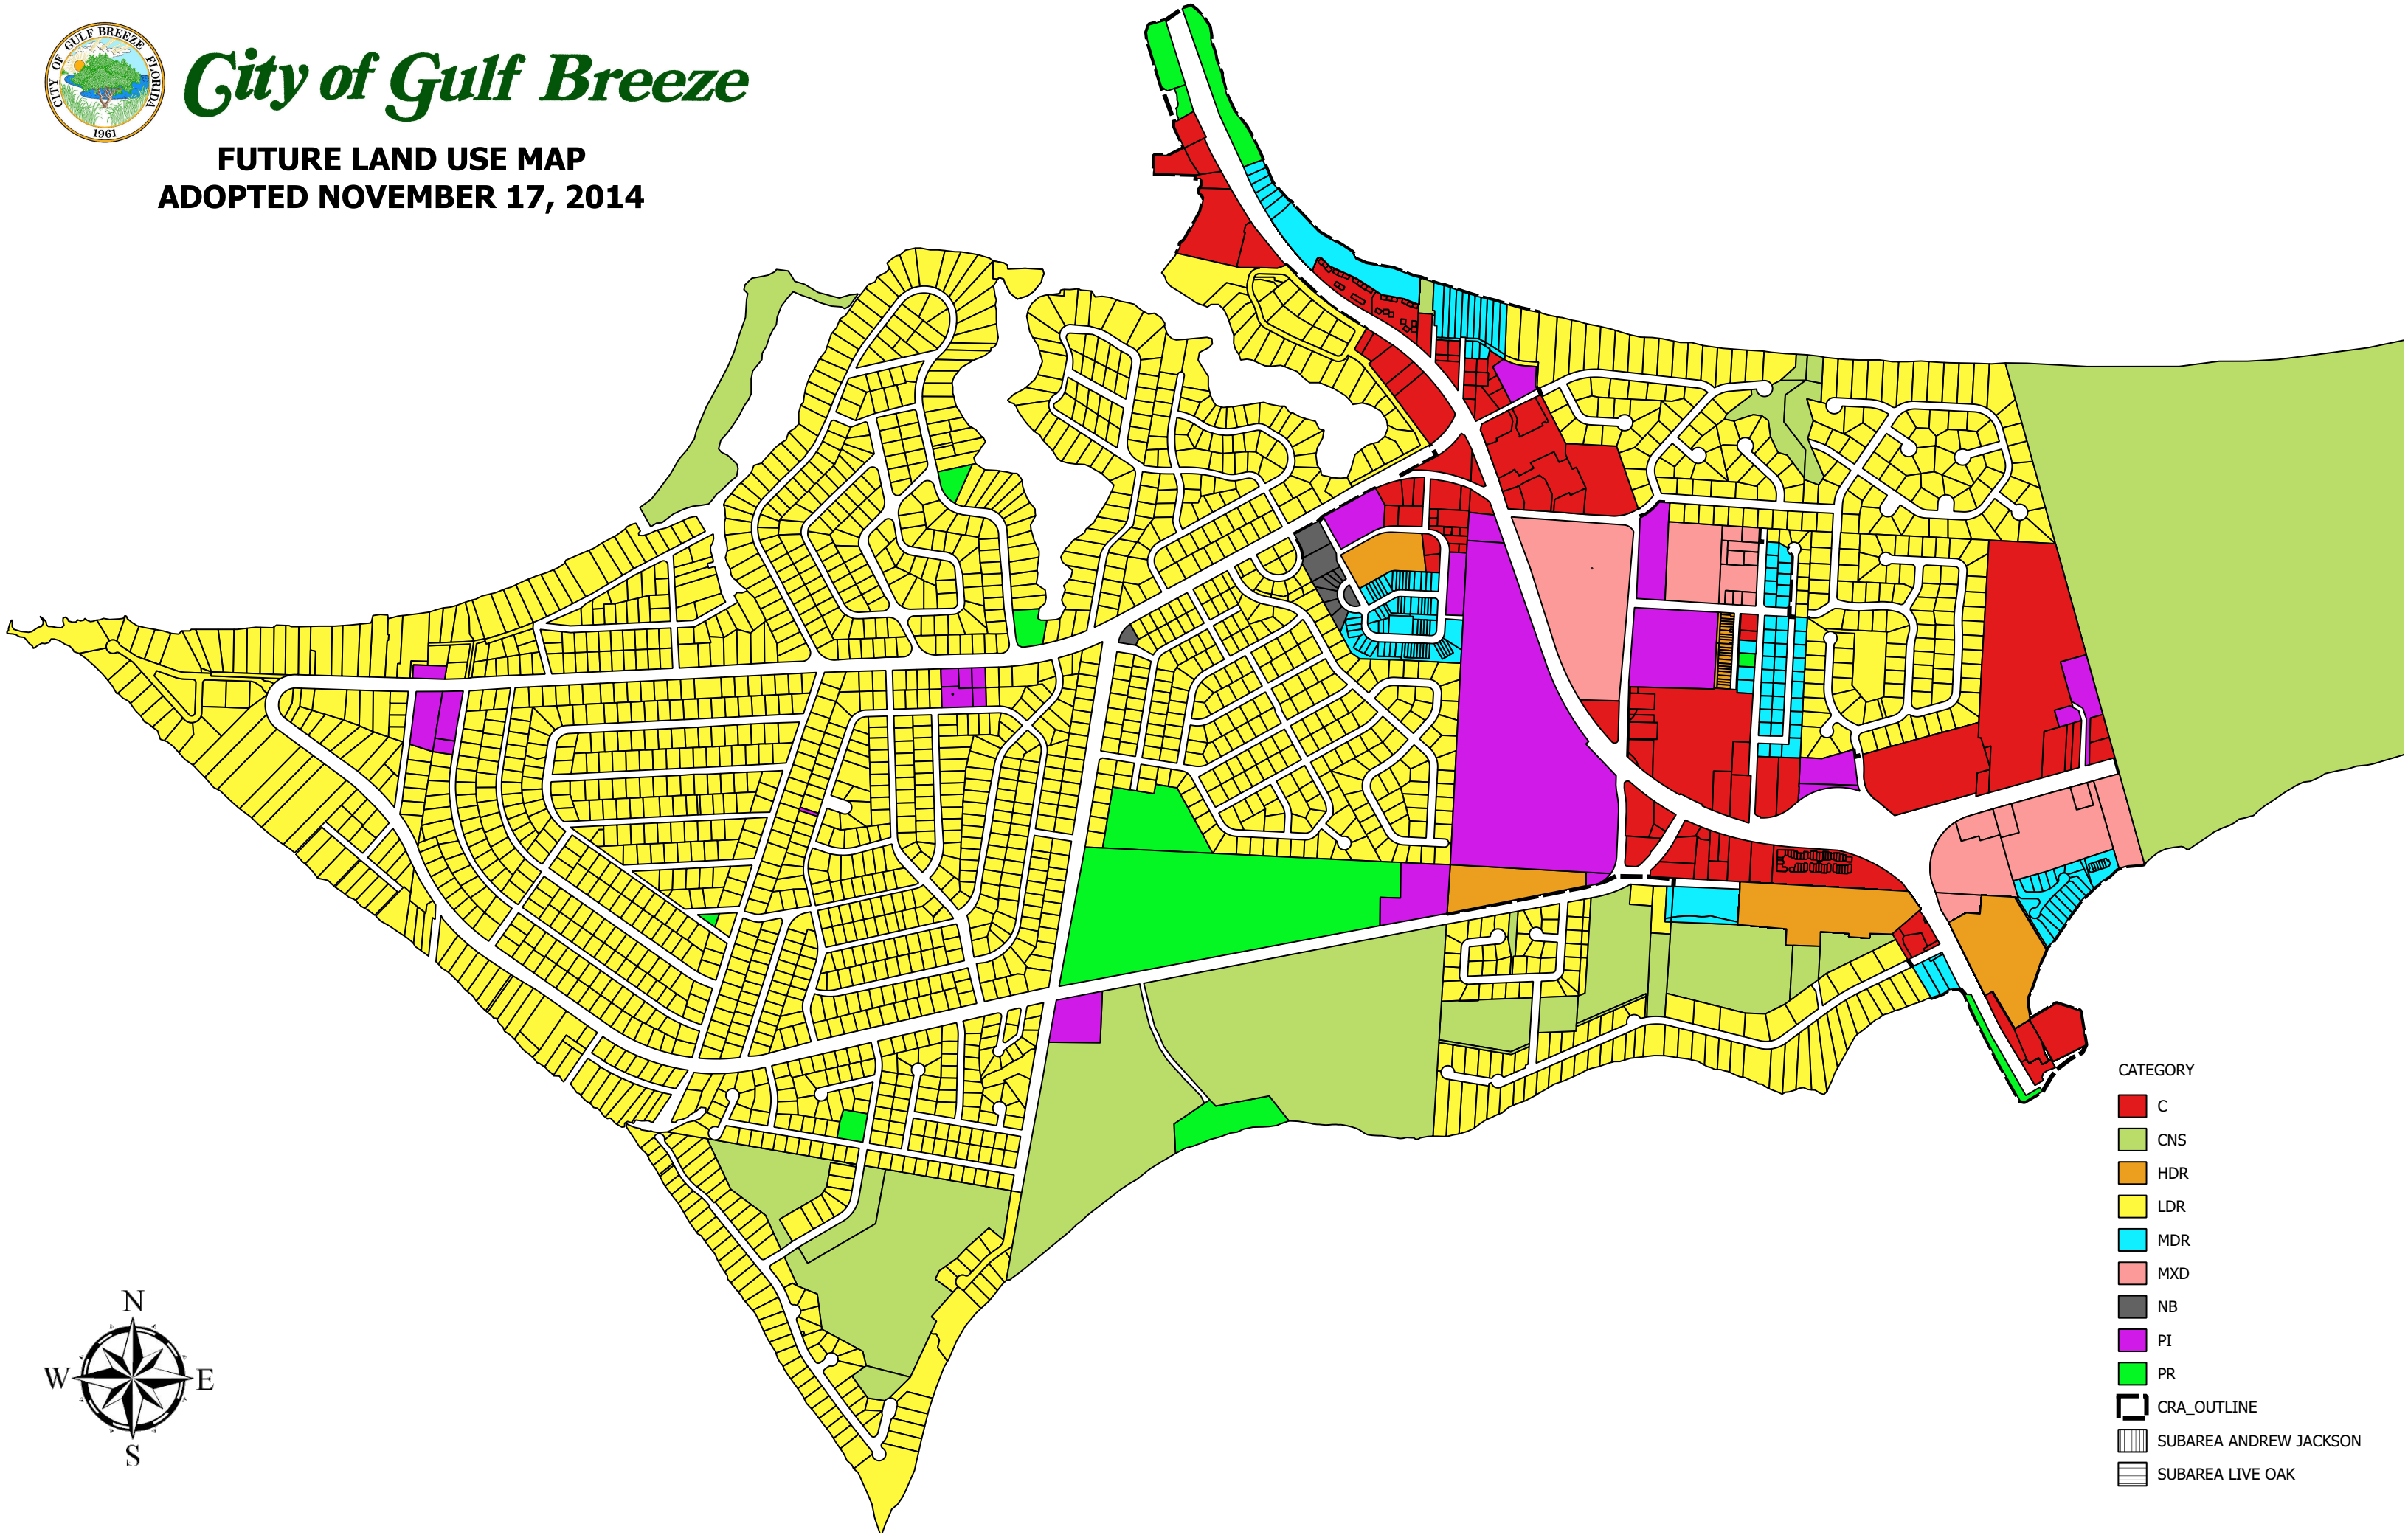 CITY OF GULF BREEZE FLORIDA
1961
City of Gulf Breeze
FUTURE LAND USE MAP
ADOPTED NOVEMBER 17, 2014
CATEGORY
C
CNS
HDR
LDR
MDR
MXD
NB
PI
PR
CRA_OUTLINE
SUBAREA ANDREW JACKSON
SUBAREA LIVE OAK
N
W
E
S